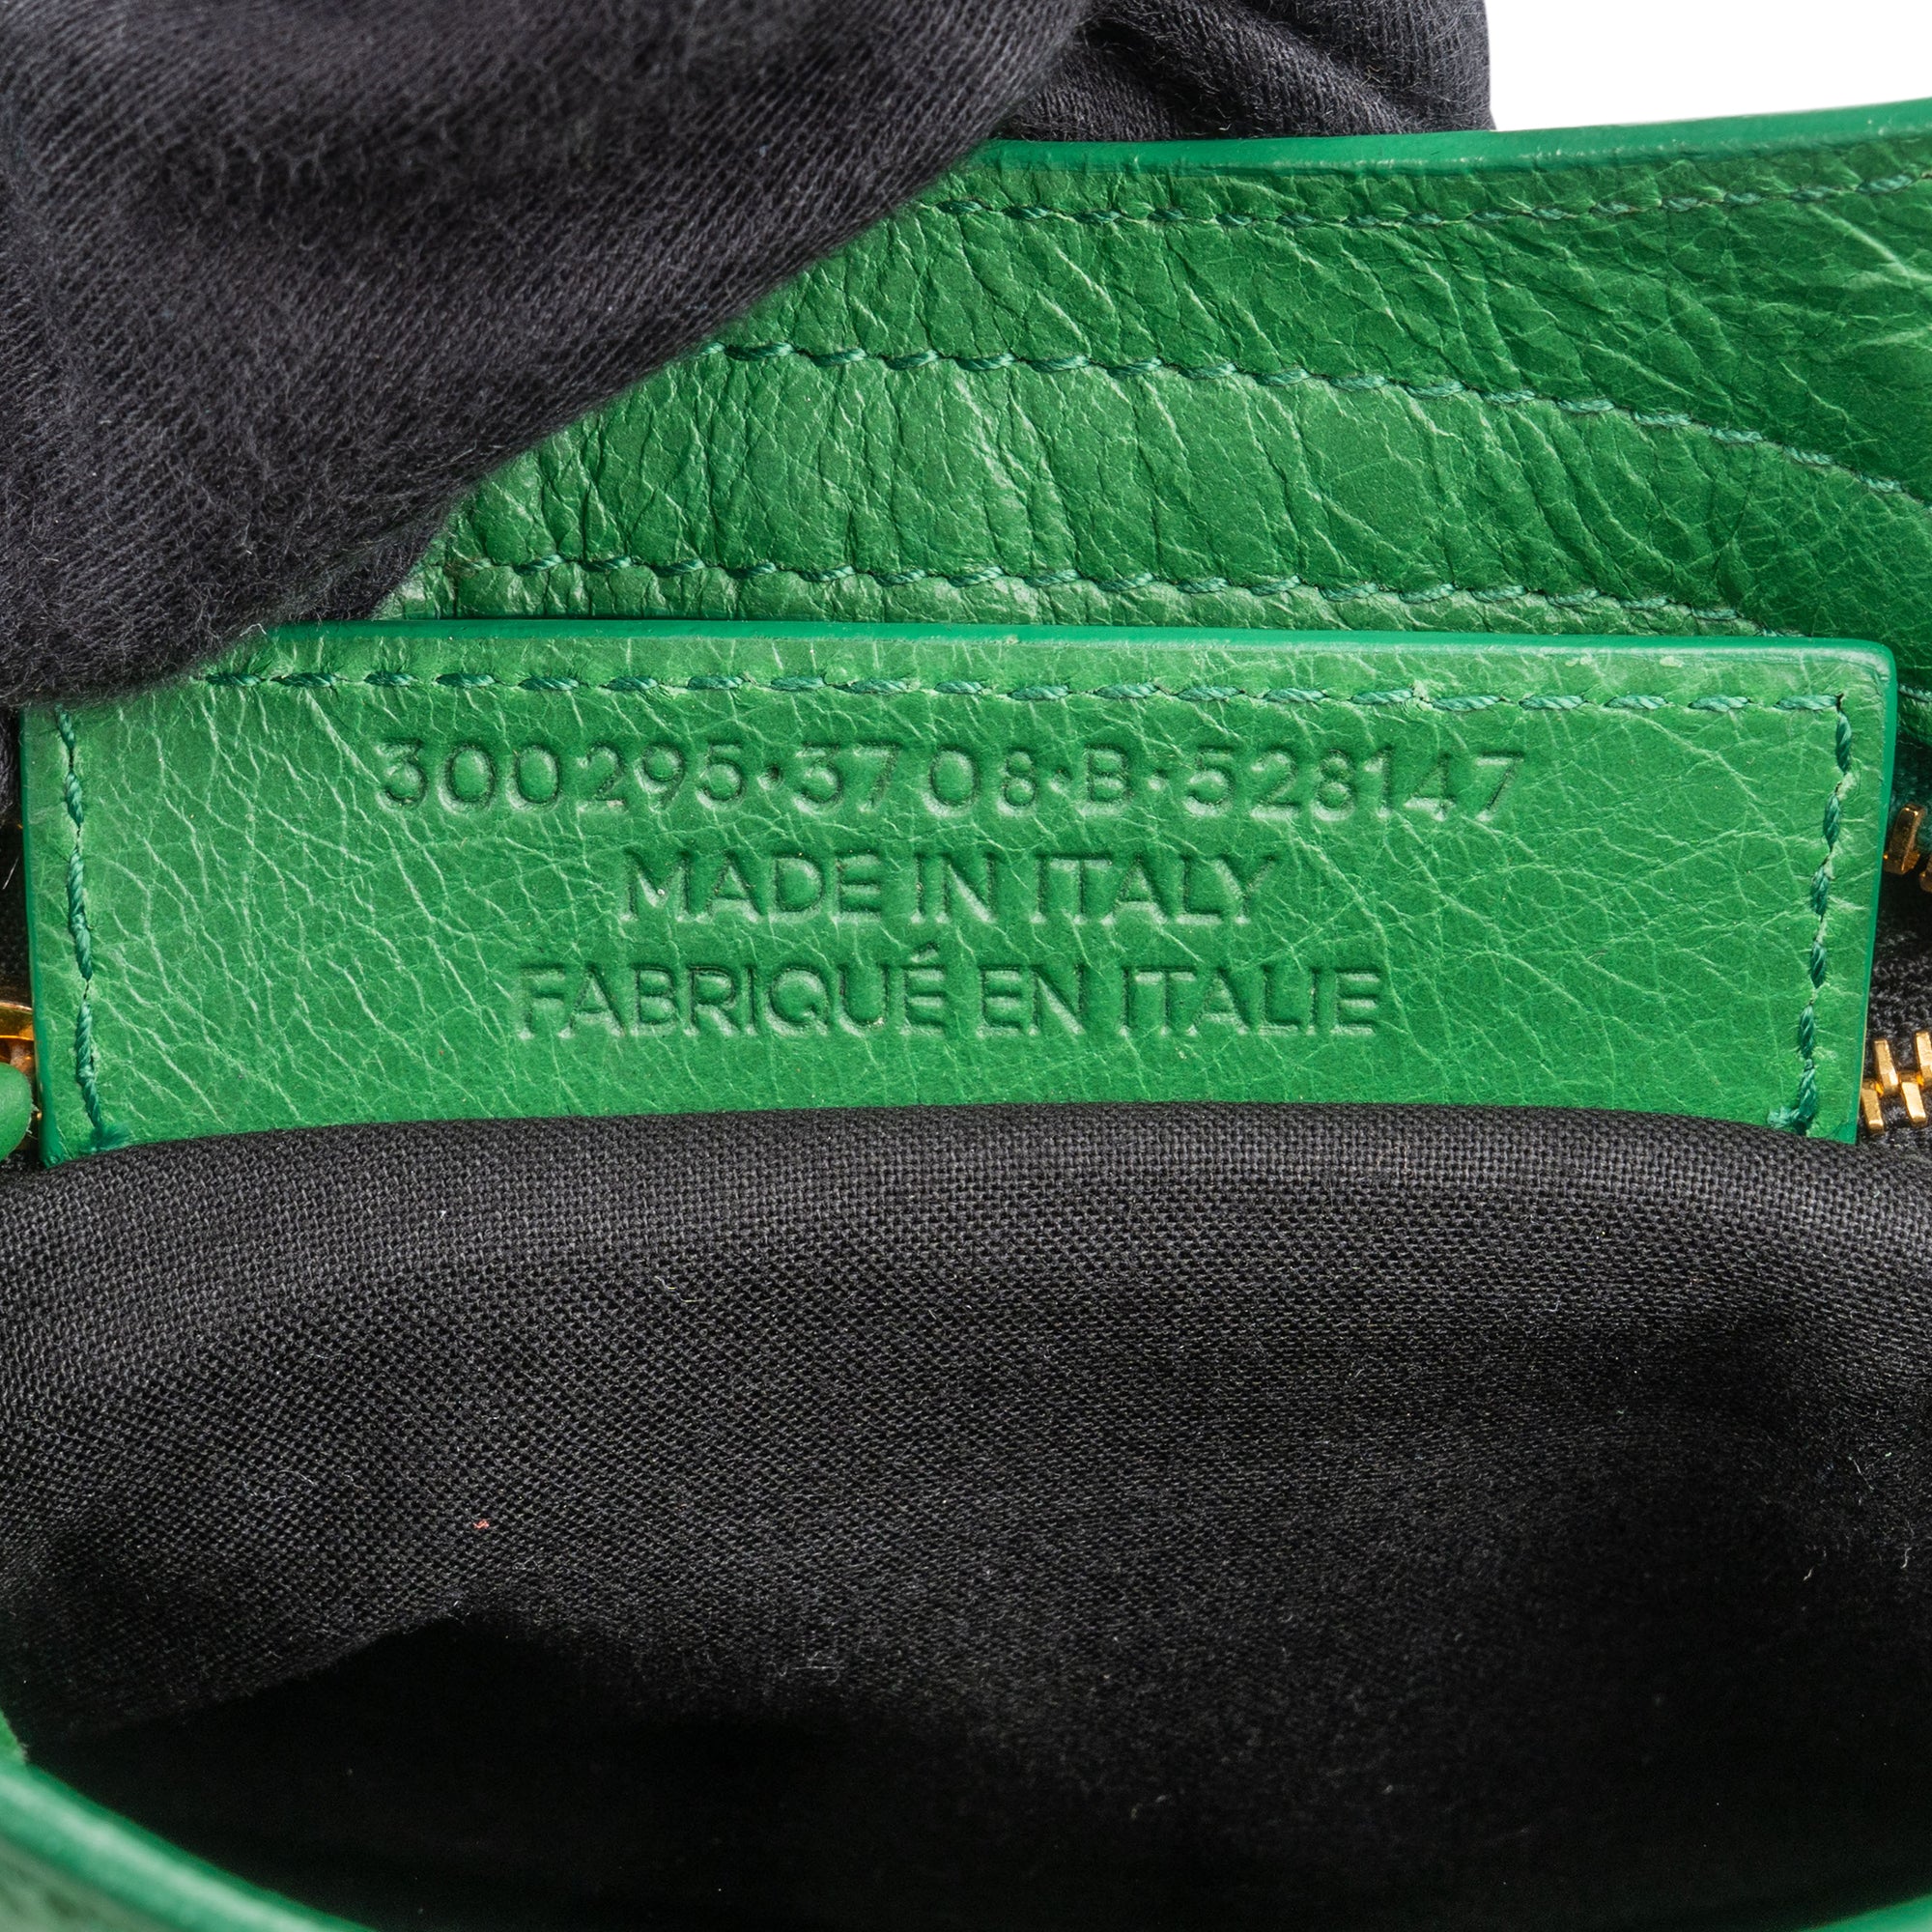 300295·3708·B·528147
MADE IN ITALY
FABRIQUÉ EN ITALIE